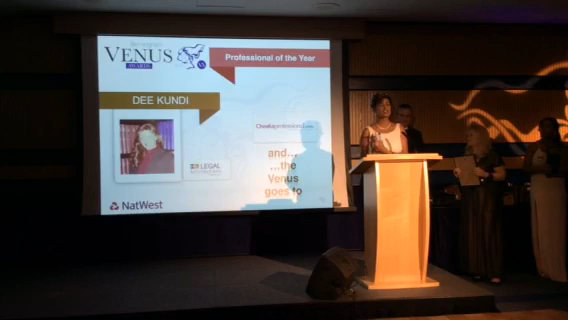 VENUS
AWARDS
Professional of the Year
DEE KUNDI
LEGAL
and...
...the
Venus
goes to
NatWest